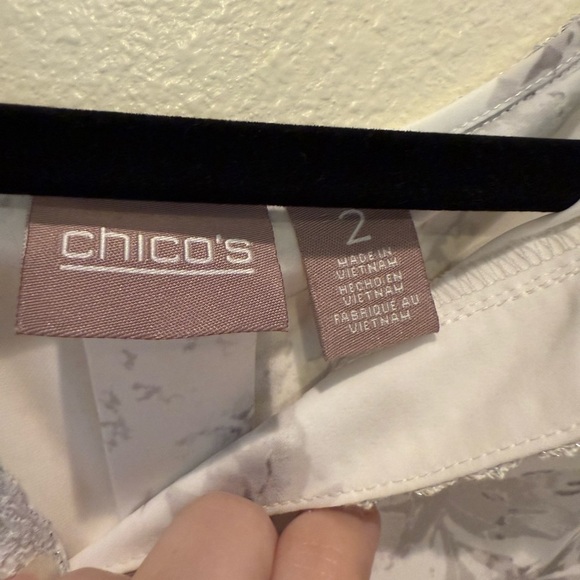 chico's
2
MADE IN
VIETNAM
HECHO EN
VIETNAM
FABRIQUE AU
VIETNAM